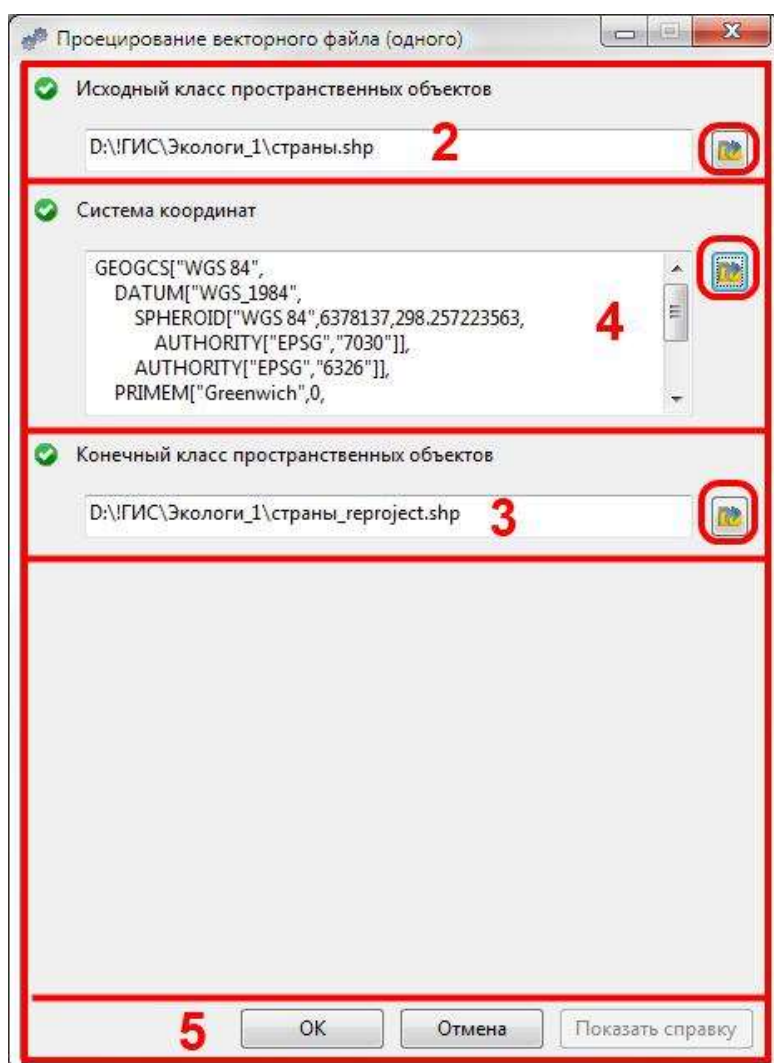 Проецирование векторного файла (одного)
Исходный класс пространственных объектов
D:\!ГИС\Экологи_1\страны.shp
2
Система координат
GEOGCS["WGS 84",
DATUM["WGS_1984",
SPHEROID["WGS 84",6378137,298.257223563,
AUTHORITY["EPSG","7030"]],
AUTHORITY["EPSG","6326"]],
PRIMEM["Greenwich",0,
4
Конечный класс пространственных объектов
D:\!ГИС\Экологи_1\страны_reproject.shp
3
5
OK
Отмена
Показать справку